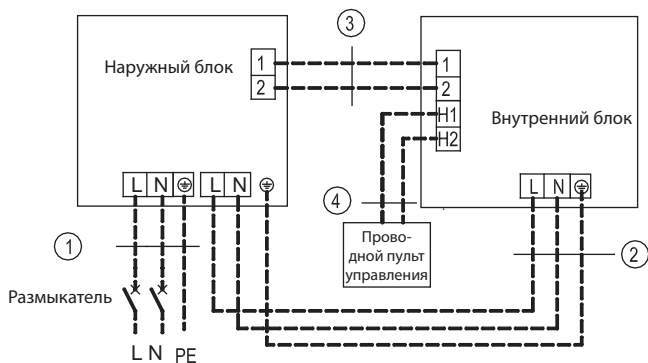 3
Наружный блок
1
2
1
2
H1
H2
Внутренний блок
L N
L N
L N
4
1
Прово-
дной пульт
управления
2
Размыкатель
L N PE